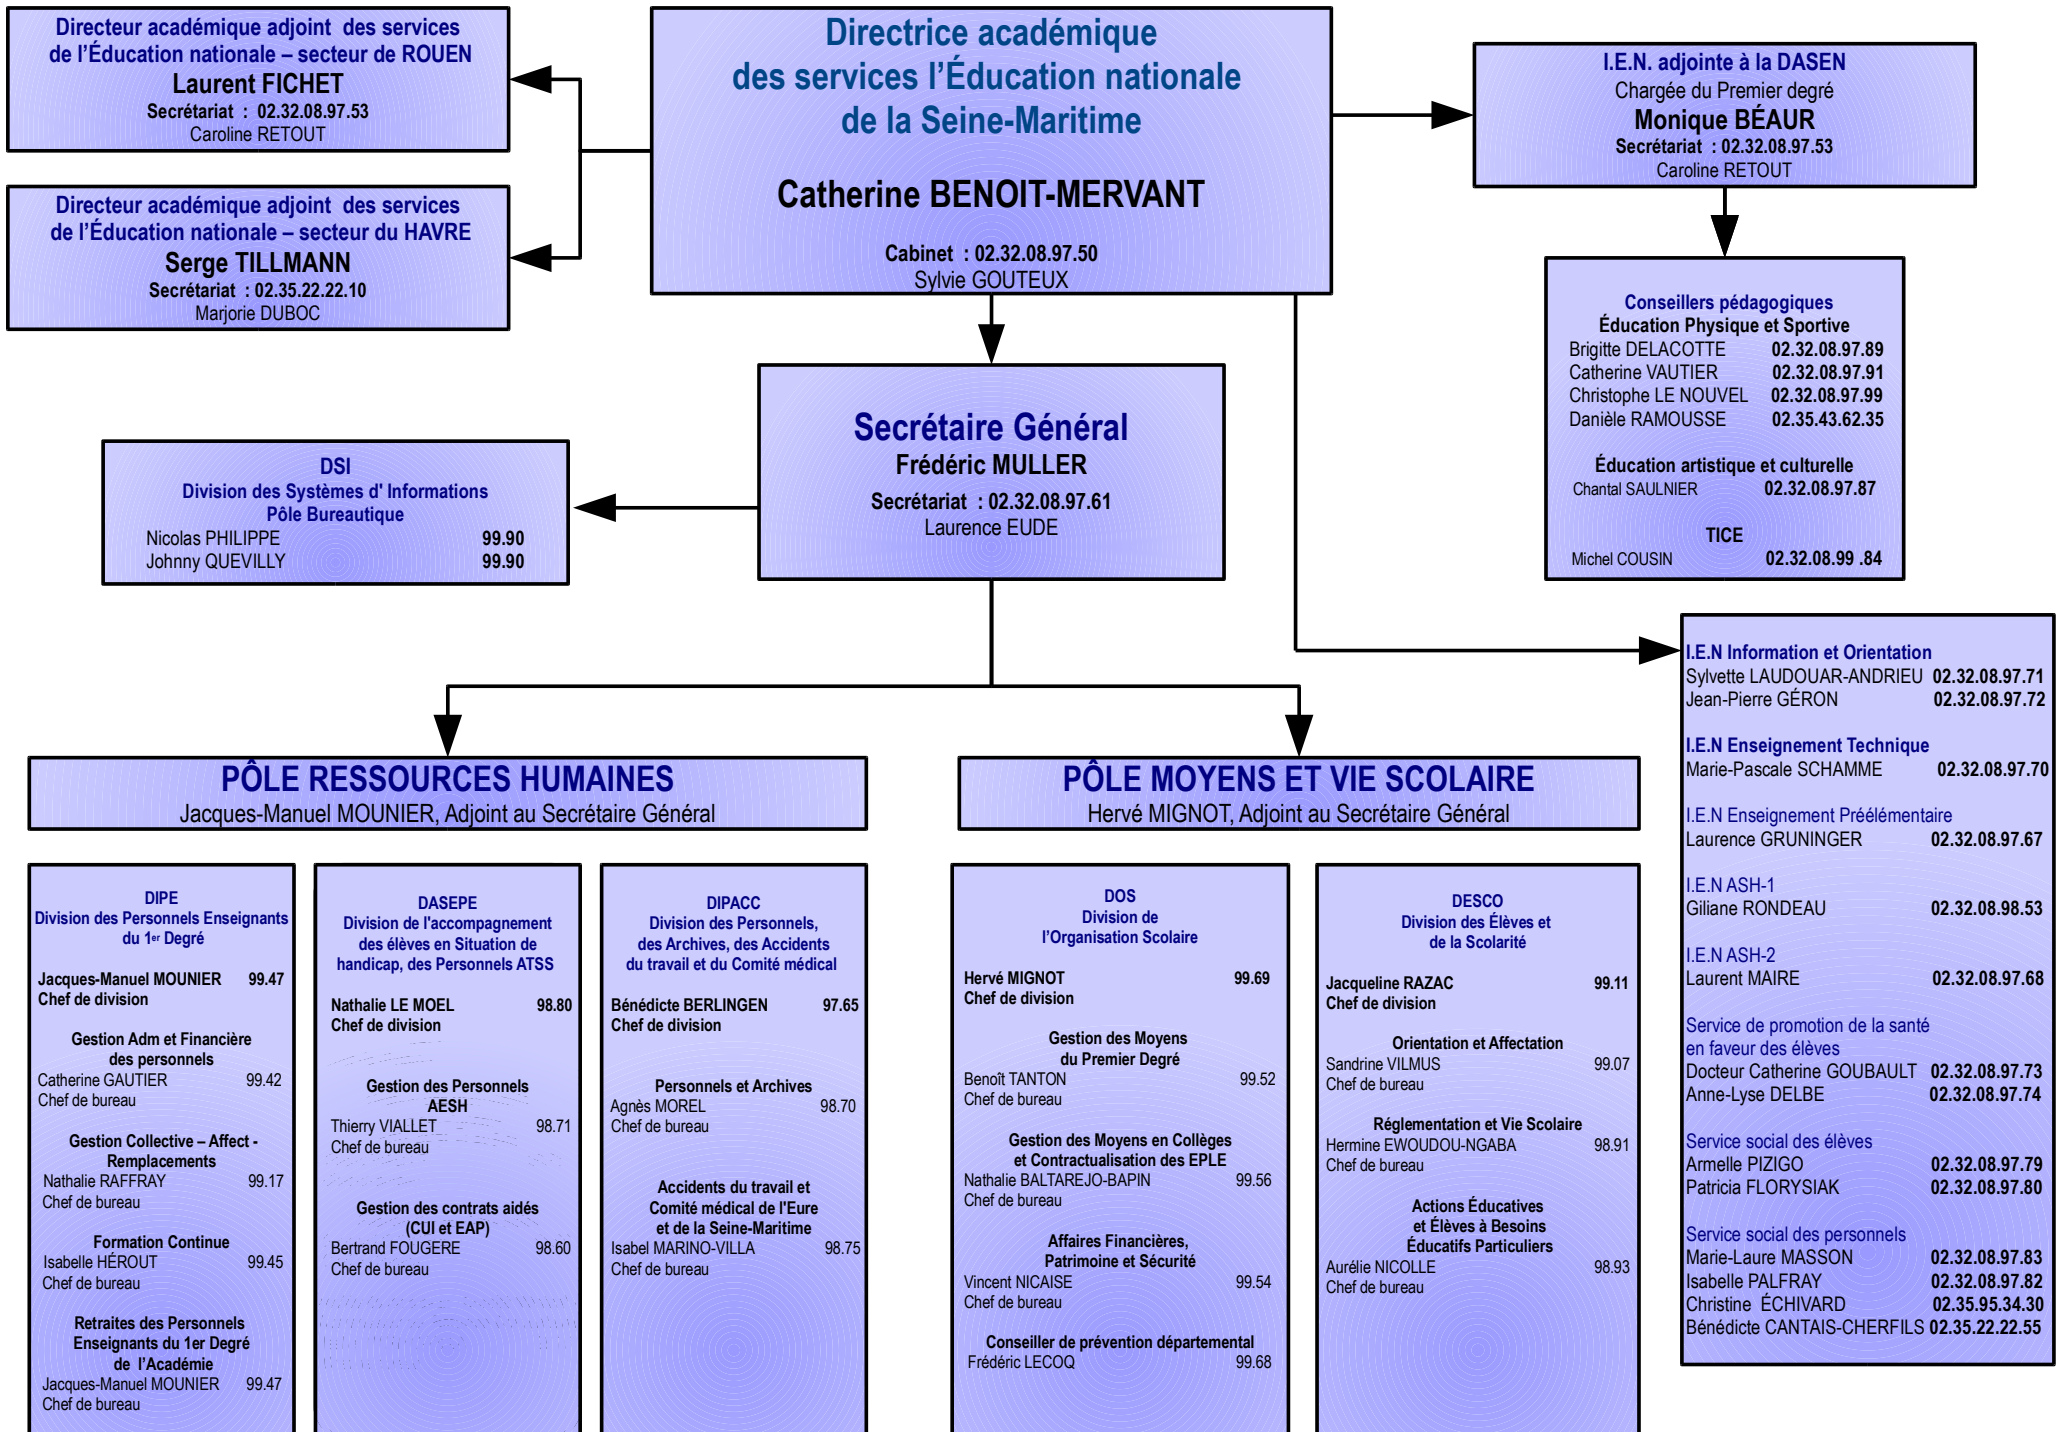 Directeur académique adjoint des services
de l'Éducation nationale – secteur de ROUEN
Laurent FICHET
Secrétariat : 02.32.08.97.53
Caroline RETOUT
Directeur académique adjoint des services
de l'Éducation nationale – secteur du HAVRE
Serge TILLMANN
Secrétariat : 02.35.22.22.10
Marjorie DUBOC
Directrice académique
des services l'Éducation nationale
de la Seine-Maritime
Catherine BENOIT-MERVANT
Cabinet : 02.32.08.97.50
Sylvie GOUTEUX
I.E.N. adjointe à la DASEN
Chargée du Premier degré
Monique BÉAUR
Secrétariat : 02.32.08.97.53
Caroline RETOUT
Conseillers pédagogiques
Éducation Physique et Sportive
Brigitte DELACOTTE 02.32.08.97.89
Catherine VAUTIER 02.32.08.97.91
Christophe LE NOUVEL 02.32.08.97.99
Danièle RAMOUSSE 02.35.43.62.35
Éducation artistique et culturelle
Chantal SAULNIER 02.32.08.97.87
TICE
Michel COUSIN 02.32.08.99 .84
Secrétaire Général
Frédéric MULLER
Secrétariat : 02.32.08.97.61
Laurence EUDE
DSI
Division des Systèmes d' Informations
Pôle Bureautique
Nicolas PHILIPPE 99.90
Johnny QUEVILLY 99.90
I.E.N Information et Orientation
Sylvette LAUDOUAR-ANDRIEU 02.32.08.97.71
Jean-Pierre GÉRON 02.32.08.97.72
I.E.N Enseignement Technique
Marie-Pascale SCHAMME 02.32.08.97.70
I.E.N Enseignement Préélémentaire
Laurence GRUNINGER 02.32.08.97.67
I.E.N ASH-1
Giliane RONDEAU 02.32.08.98.53
I.E.N ASH-2
Laurent MAIRE 02.32.08.97.68
Service de promotion de la santé
en faveur des élèves
Docteur Catherine GOUBAULT 02.32.08.97.73
Anne-Lyse DELBE 02.32.08.97.74
Service social des élèves
Armelle PIZIGO 02.32.08.97.79
Patricia FLORYSIAK 02.32.08.97.80
Service social des personnels
Marie-Laure MASSON 02.32.08.97.83
Isabelle PALFRAY 02.32.08.97.82
Christine ÉCHIVARD 02.35.95.34.30
Bénédicte CANTAIS-CHERFILS 02.35.22.22.55
PÔLE RESSOURCES HUMAINES
Jacques-Manuel MOUNIER, Adjoint au Secrétaire Général
PÔLE MOYENS ET VIE SCOLAIRE
Hervé MIGNOT, Adjoint au Secrétaire Général
DIPE
Division des Personnels Enseignants
du 1er Degré
Jacques-Manuel MOUNIER 99.47
Chef de division
Gestion Adm et Financière
des personnels
Catherine GAUTIER 99.42
Chef de bureau
Gestion Collective – Affect -
Remplacements
Nathalie RAFFRAY 99.17
Chef de bureau
Formation Continue
Isabelle HÉROUT 99.45
Chef de bureau
Retraites des Personnels
Enseignants du 1er Degré
de l'Académie
Jacques-Manuel MOUNIER 99.47
Chef de bureau
DASEPE
Division de l'accompagnement
des élèves en Situation de
handicap, des Personnels ATSS
Nathalie LE MOEL 98.80
Chef de division
Gestion des Personnels
AESH
Thierry VIALLET 98.71
Chef de bureau
Gestion des contrats aidés
(CUI et EAP)
Bertrand FOUGERE 98.60
Chef de bureau
DIPACC
Division des Personnels,
des Archives, des Accidents
du travail et du Comité médical
Bénédicte BERLINGEN 97.65
Chef de division
Personnels et Archives
Agnès MOREL 98.70
Chef de bureau
Accidents du travail et
Comité médical de l'Eure
et de la Seine-Maritime
Isabel MARINO-VILLA 98.75
Chef de bureau
DOS
Division de
l'Organisation Scolaire
Hervé MIGNOT 99.69
Chef de division
Gestion des Moyens
du Premier Degré
Benoît TANTON 99.52
Chef de bureau
Gestion des Moyens en Collèges
et Contractualisation des EPLE
Nathalie BALTAREJO-BAPIN 99.56
Chef de bureau
Affaires Financières,
Patrimoine et Sécurité
Vincent NICAISE 99.54
Chef de bureau
Conseiller de prévention départemental
Frédéric LECOQ 99.68
DESCO
Division des Élèves et
de la Scolarité
Jacqueline RAZAC 99.11
Chef de division
Orientation et Affectation
Sandrine VILMUS 99.07
Chef de bureau
Réglementation et Vie Scolaire
Hermine EWOUDOU-NGABA 98.91
Chef de bureau
Actions Éducatives
et Élèves à Besoins
Éducatifs Particuliers
Aurélie NICOLLE 98.93
Chef de bureau